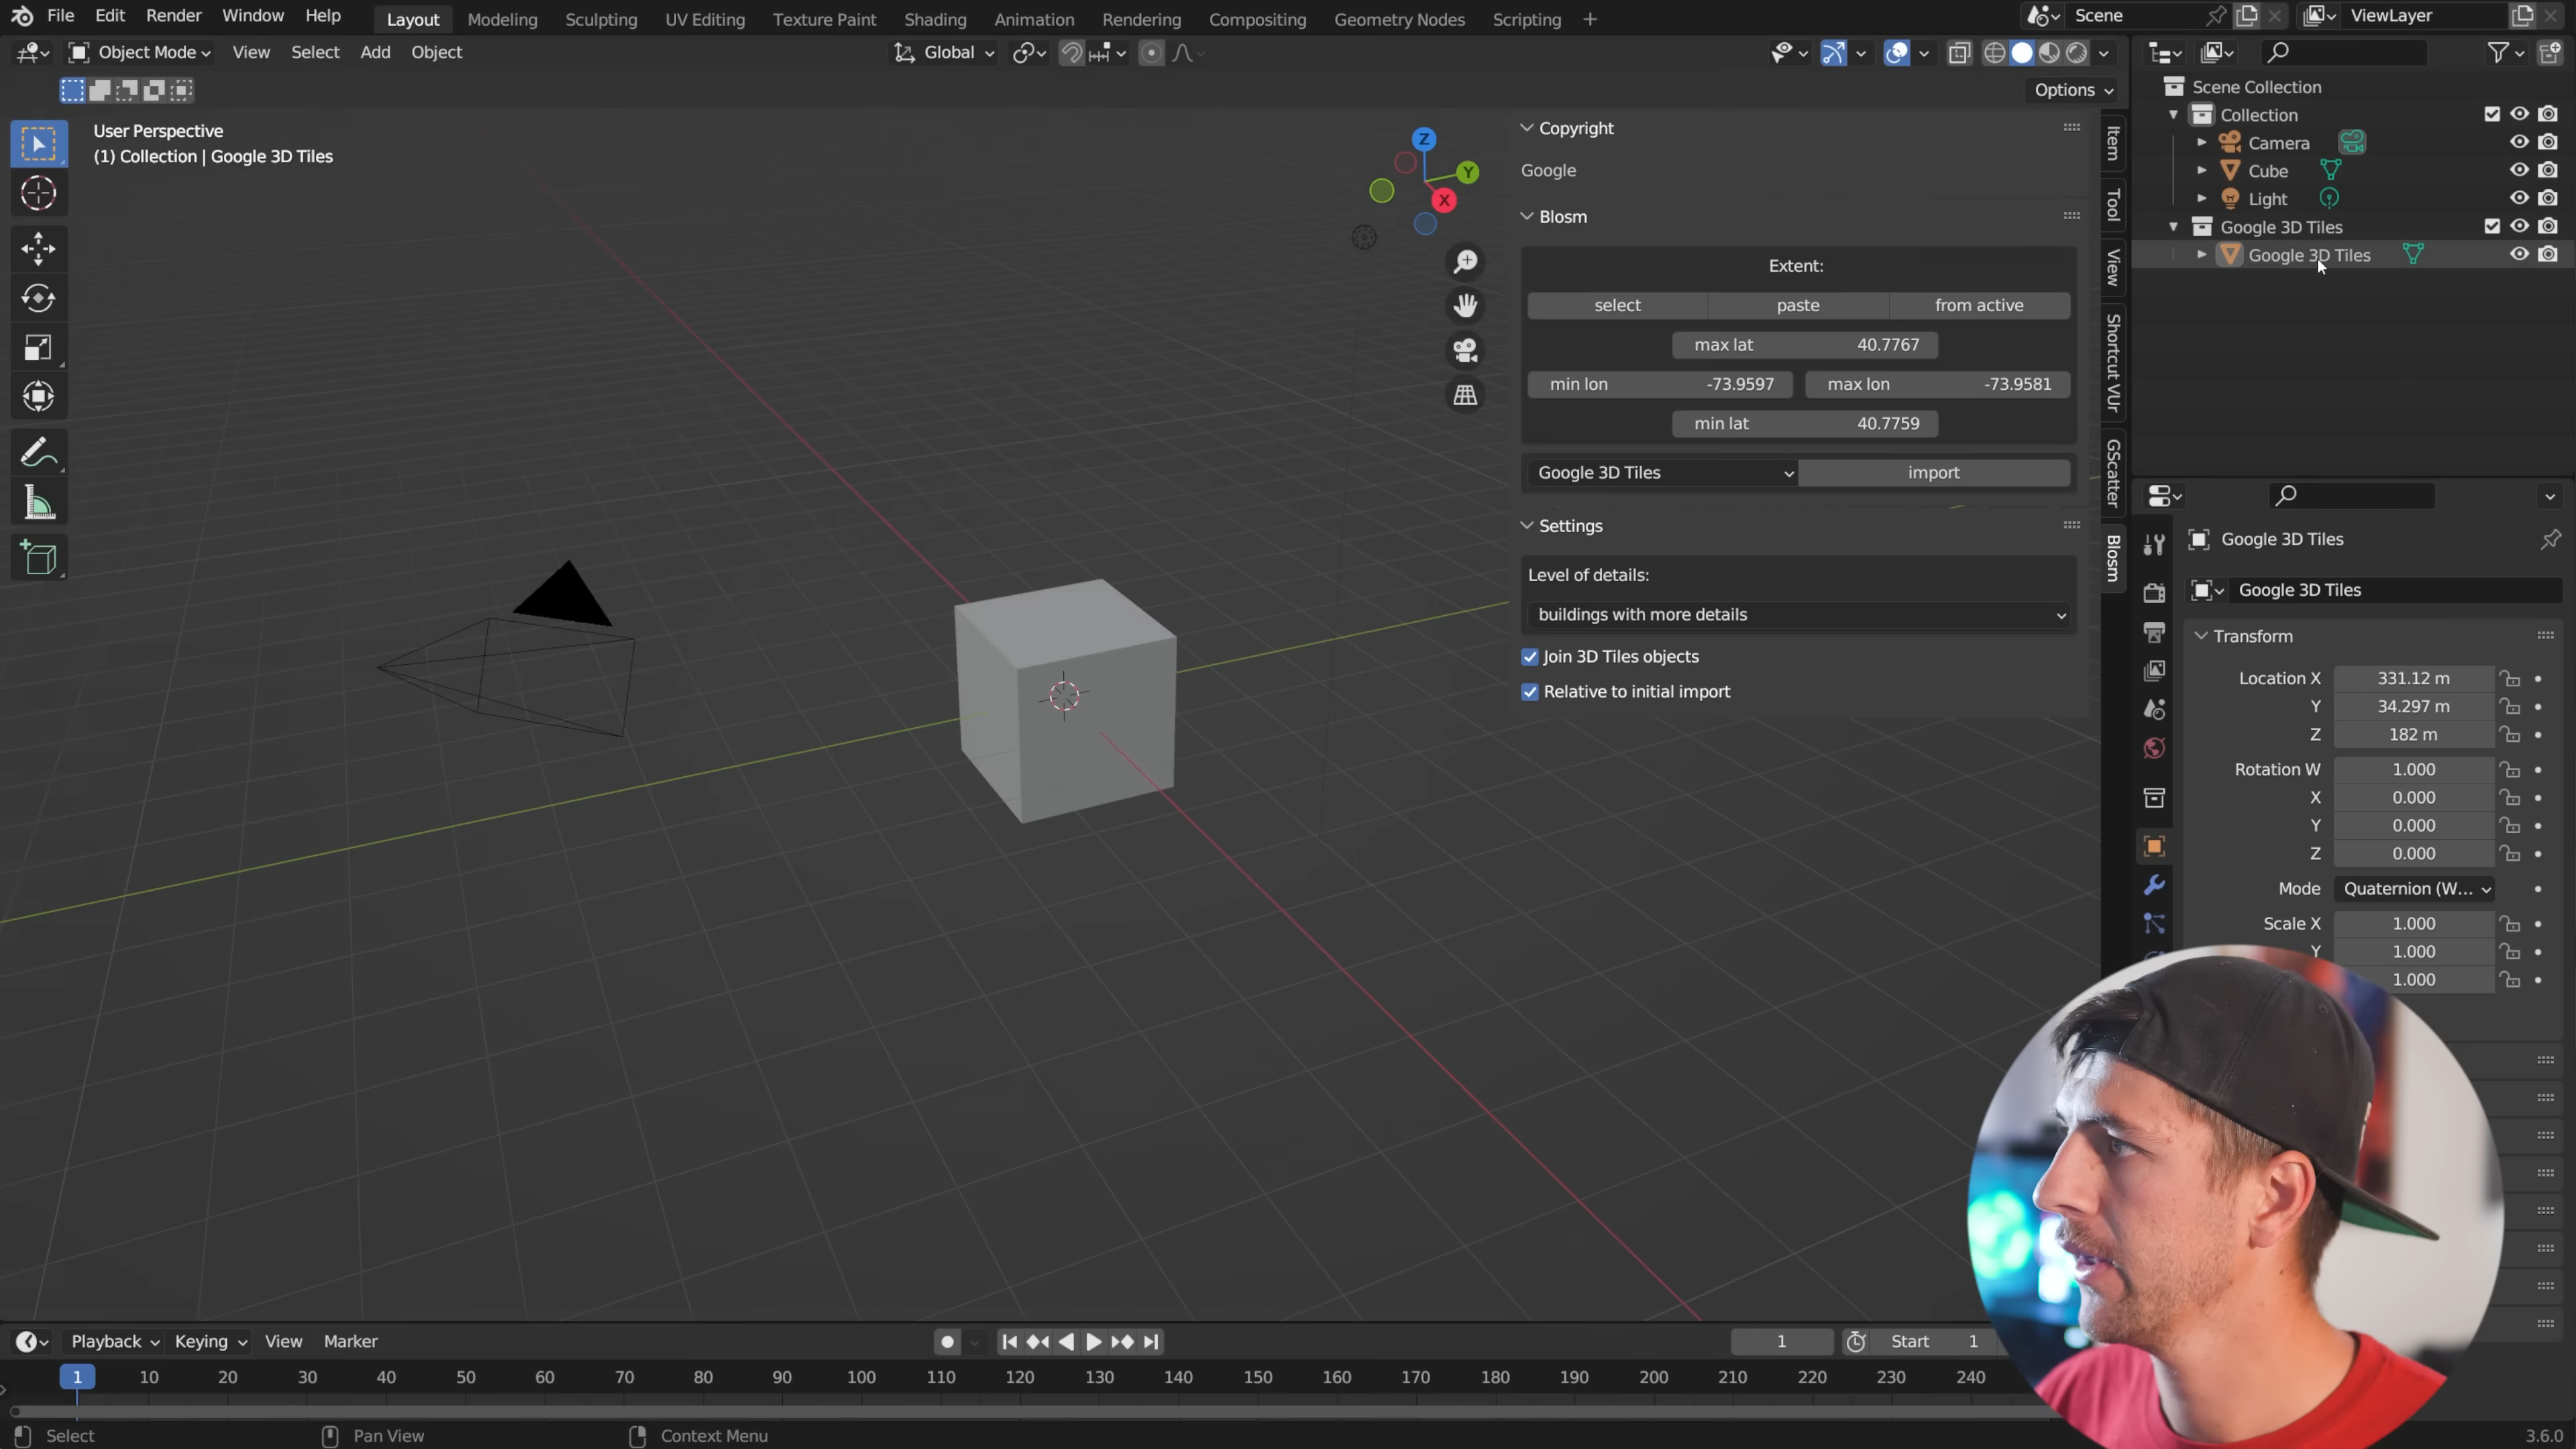 File Edit Render Window Help
Layout Modeling Sculpting UV Editing Texture Paint Shading Animation Rendering Compositing Geometry Nodes Scripting +
Scene
ViewLayer
Object Mode View Select Add Object
Global
Options
User Perspective
(1) Collection | Google 3D Tiles
Z
Y
X
Copyright
Google
Blosm
Extent:
select paste from active
max lat 40.7767
min lon -73.9597 max lon -73.9581
min lat 40.7759
Google 3D Tiles import
Settings
Level of details:
buildings with more details
Join 3D Tiles objects
Relative to initial import
Item
Tool
View
Shortcut VUr
GScatter
Blosm
Scene Collection
Collection
Camera
Cube
Light
Google 3D Tiles
Google 3D Tiles
Google 3D Tiles
Google 3D Tiles
Transform
Location X 331.12 m
Y 34.297 m
Z 182 m
Rotation W 1.000
X 0.000
Y 0.000
Z 0.000
Mode Quaternion (W...
Scale X 1.000
Y 1.000
1.000
Playback Keying View Marker
1 Start 1
1 10 20 30 40 50 60 70 80 90 100 110 120 130 140 150 160 170 180 190 200 210 220 230 240
Select Pan View Context Menu
3.6.0